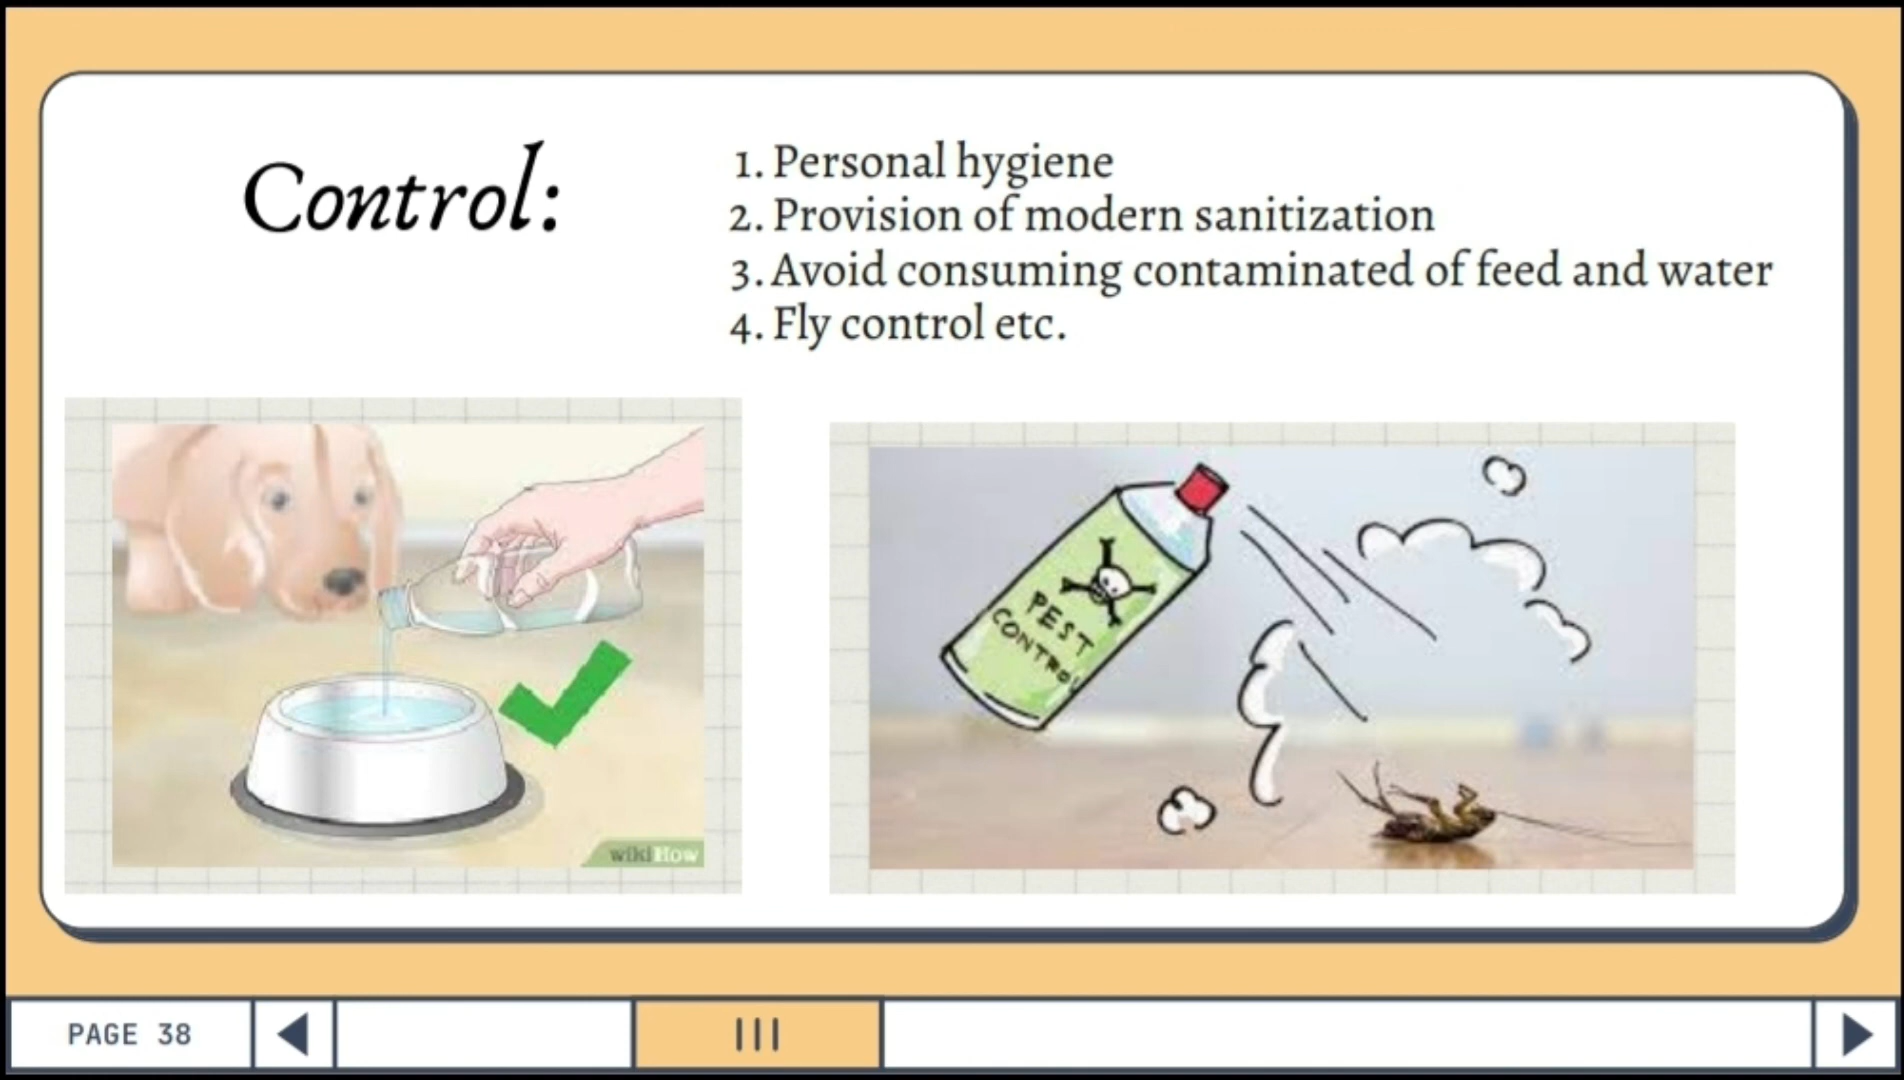 Control:
1. Personal hygiene
2. Provision of modern sanitization
3. Avoid consuming contaminated of feed and water
4. Fly control etc.
wikiHow
PEST
CONTROL
PAGE 38